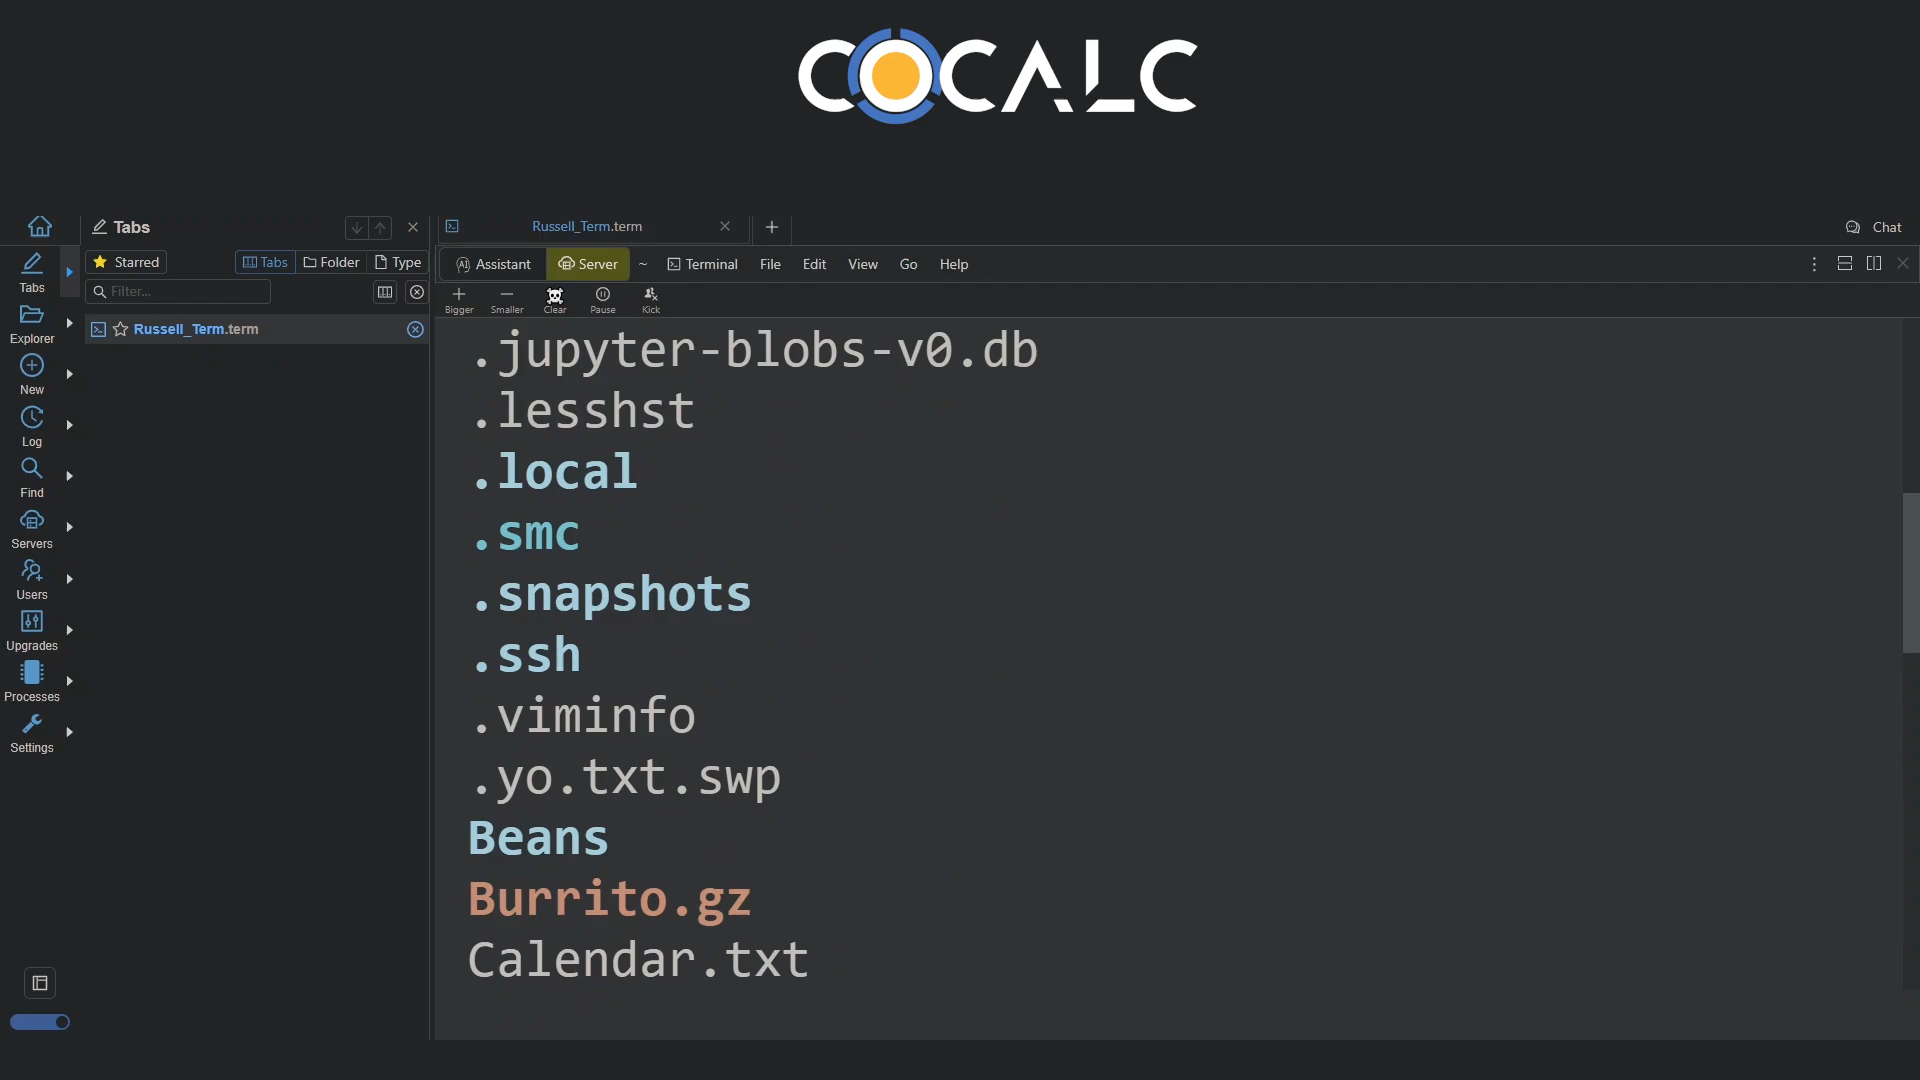 COCALC
Tabs
Russell_Term.term
Chat
Starred
Tabs
Folder
Type
Assistant
Server
~
Terminal
File
Edit
View
Go
Help
Filter...
Bigger
Smaller
Clear
Pause
Kick
Russell_Term.term
Tabs
Explorer
New
Log
Find
Servers
Users
Upgrades
Processes
Settings
.jupyter-blobs-v0.db
.lesshst
.local
.smc
.snapshots
.ssh
.viminfo
.yo.txt.swp
Beans
Burrito.gz
Calendar.txt